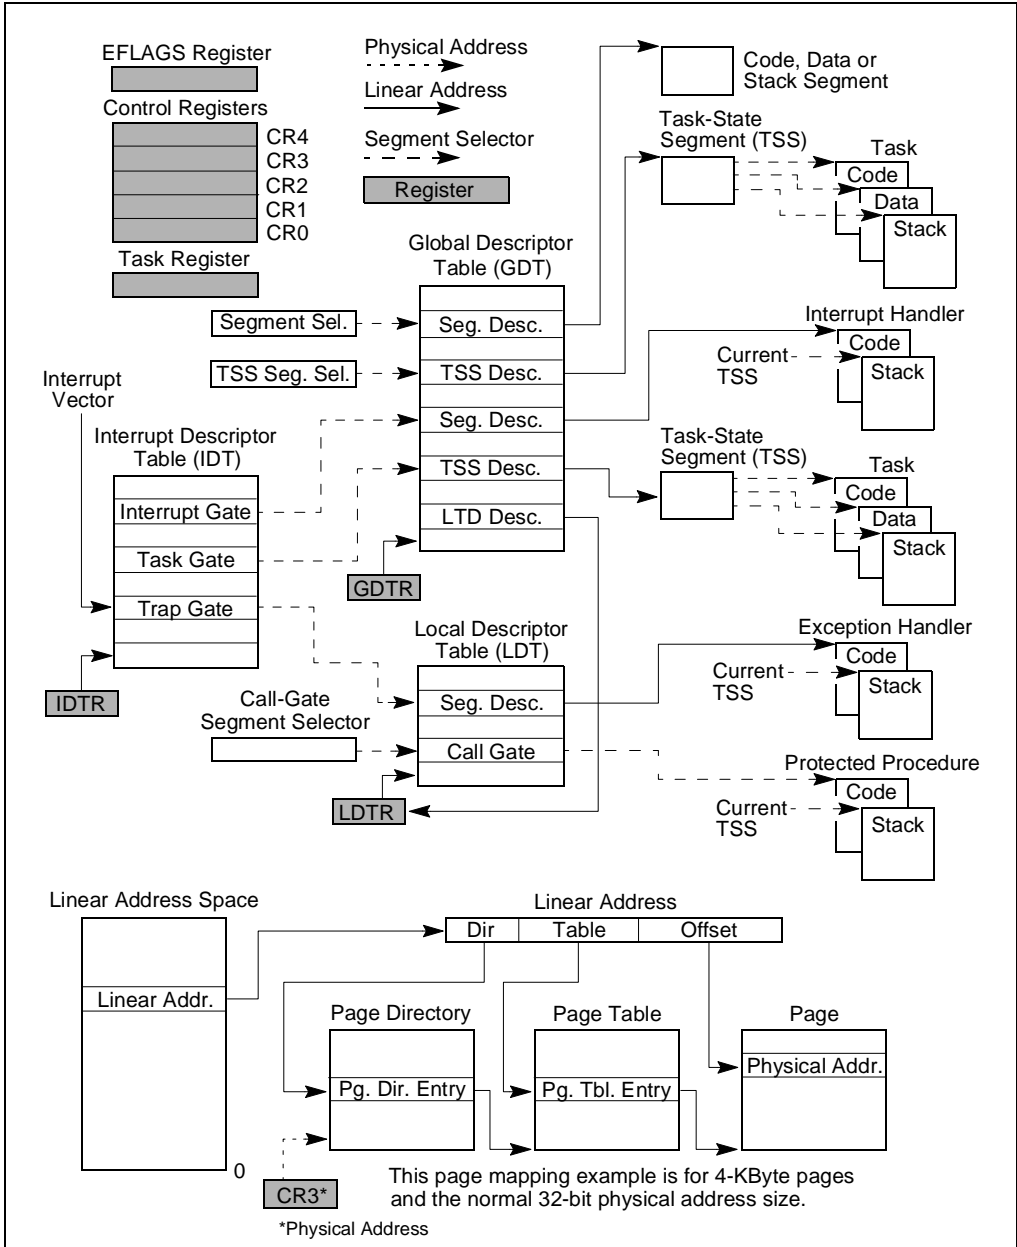 EFLAGS Register
Control Registers
CR4
CR3
CR2
CR1
CR0
Task Register
Physical Address
Linear Address
Segment Selector
Register
Code, Data or
Stack Segment
Task-State
Segment (TSS)
Task
Code
Data
Stack
Global Descriptor
Table (GDT)
Segment Sel.
Seg. Desc.
TSS Seg. Sel.
TSS Desc.
Seg. Desc.
TSS Desc.
LTD Desc.
GDTR
Interrupt Handler
Code
Current
TSS
Stack
Interrupt
Vector
Interrupt Descriptor
Table (IDT)
Interrupt Gate
Task Gate
Trap Gate
IDTR
Task-State
Segment (TSS)
Task
Code
Data
Stack
Local Descriptor
Table (LDT)
Seg. Desc.
Call-Gate
Segment Selector
Call Gate
LDTR
Exception Handler
Code
Current
TSS
Stack
Protected Procedure
Code
Current
TSS
Stack
Linear Address Space
Linear Addr.
0
Linear Address
Dir
Table
Offset
Page Directory
Pg. Dir. Entry
Page Table
Pg. Tbl. Entry
Page
Physical Addr.
CR3*
*Physical Address
This page mapping example is for 4-KByte pages
and the normal 32-bit physical address size.